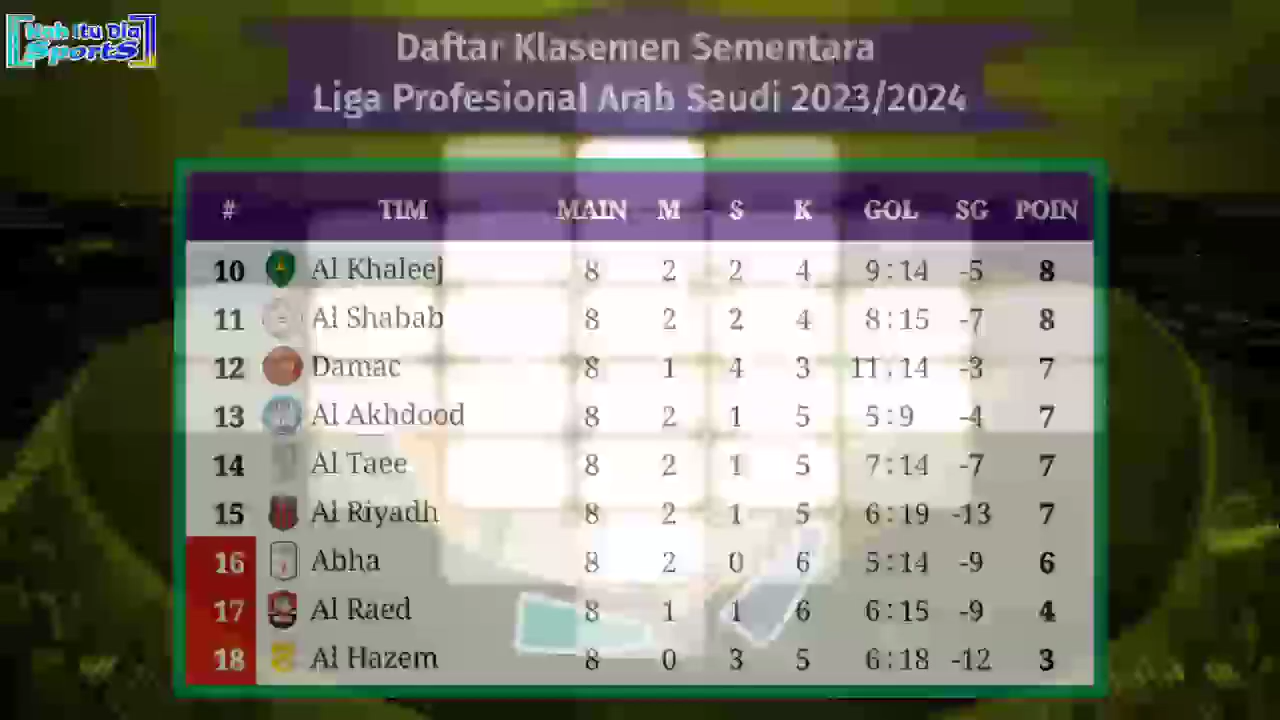 Nah Itu Dia
Sports
Daftar Klasemen Sementara
Liga Profesional Arab Saudi 2023/2024
# TIM MAIN M S K GOL SG POIN
10 Al Khaleej 8 2 2 4 9:14 -5 8
11 Al Shabab 8 2 2 4 8:15 -7 8
12 Damac 8 1 4 3 11:14 -3 7
13 Al Akhdood 8 2 1 5 5:9 -4 7
14 Al Taee 8 2 1 5 7:14 -7 7
15 Al Riyadh 8 2 1 5 6:19 -13 7
16 Abha 8 2 0 6 5:14 -9 6
17 Al Raed 8 1 1 6 6:15 -9 4
18 Al Hazem 8 0 3 5 6:18 -12 3